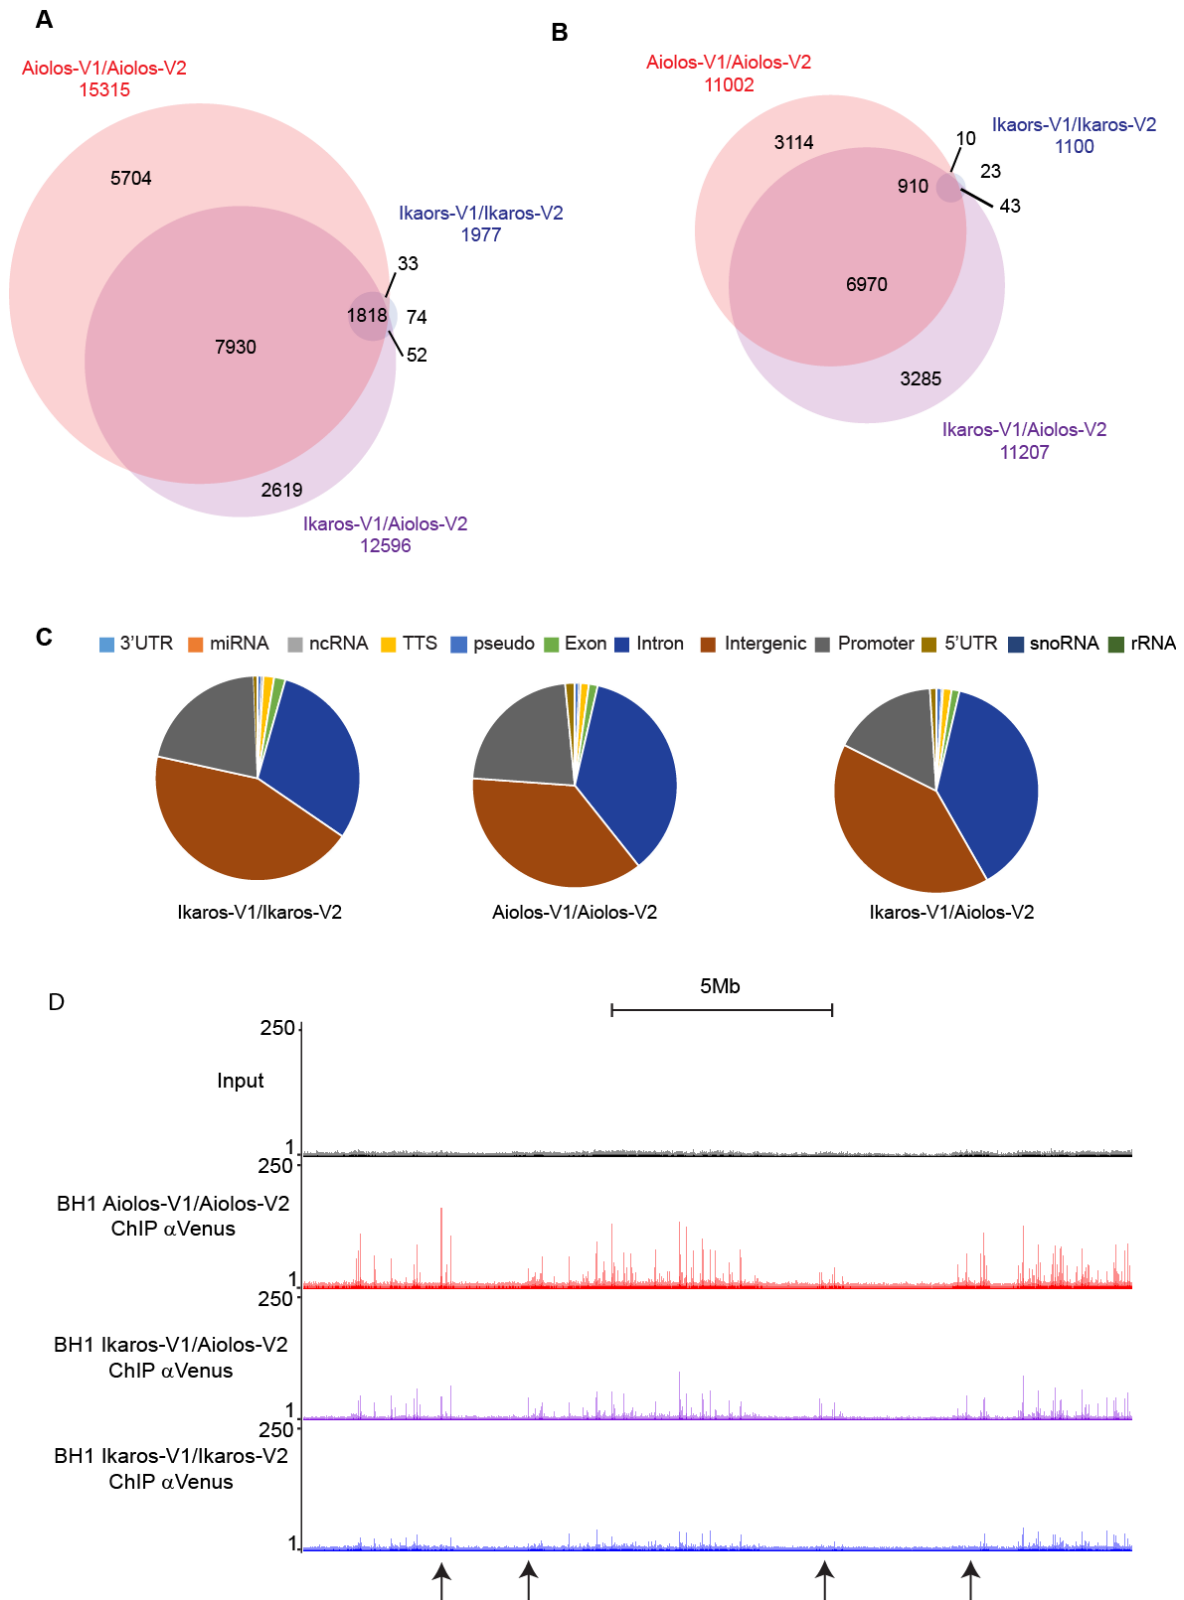 A
Aiolos-V1/Aiolos-V2
15315
5704
Ikaors-V1/Ikaros-V2
1977
33
1818
74
52
7930
2619
Ikaros-V1/Aiolos-V2
12596
B
Aiolos-V1/Aiolos-V2
11002
3114
10
Ikaors-V1/Ikaros-V2
1100
23
910
43
6970
3285
Ikaros-V1/Aiolos-V2
11207
C
3'UTR miRNA ncRNA TTS pseudo Exon Intron Intergenic Promoter 5'UTR snoRNA rRNA
Ikaros-V1/Ikaros-V2
Aiolos-V1/Aiolos-V2
Ikaros-V1/Aiolos-V2
D
5Mb
250
Input
1
250
BH1 Aiolos-V1/Aiolos-V2
ChIP αVenus
1
250
BH1 Ikaros-V1/Aiolos-V2
ChIP αVenus
1
250
BH1 Ikaros-V1/Ikaros-V2
ChIP αVenus
1